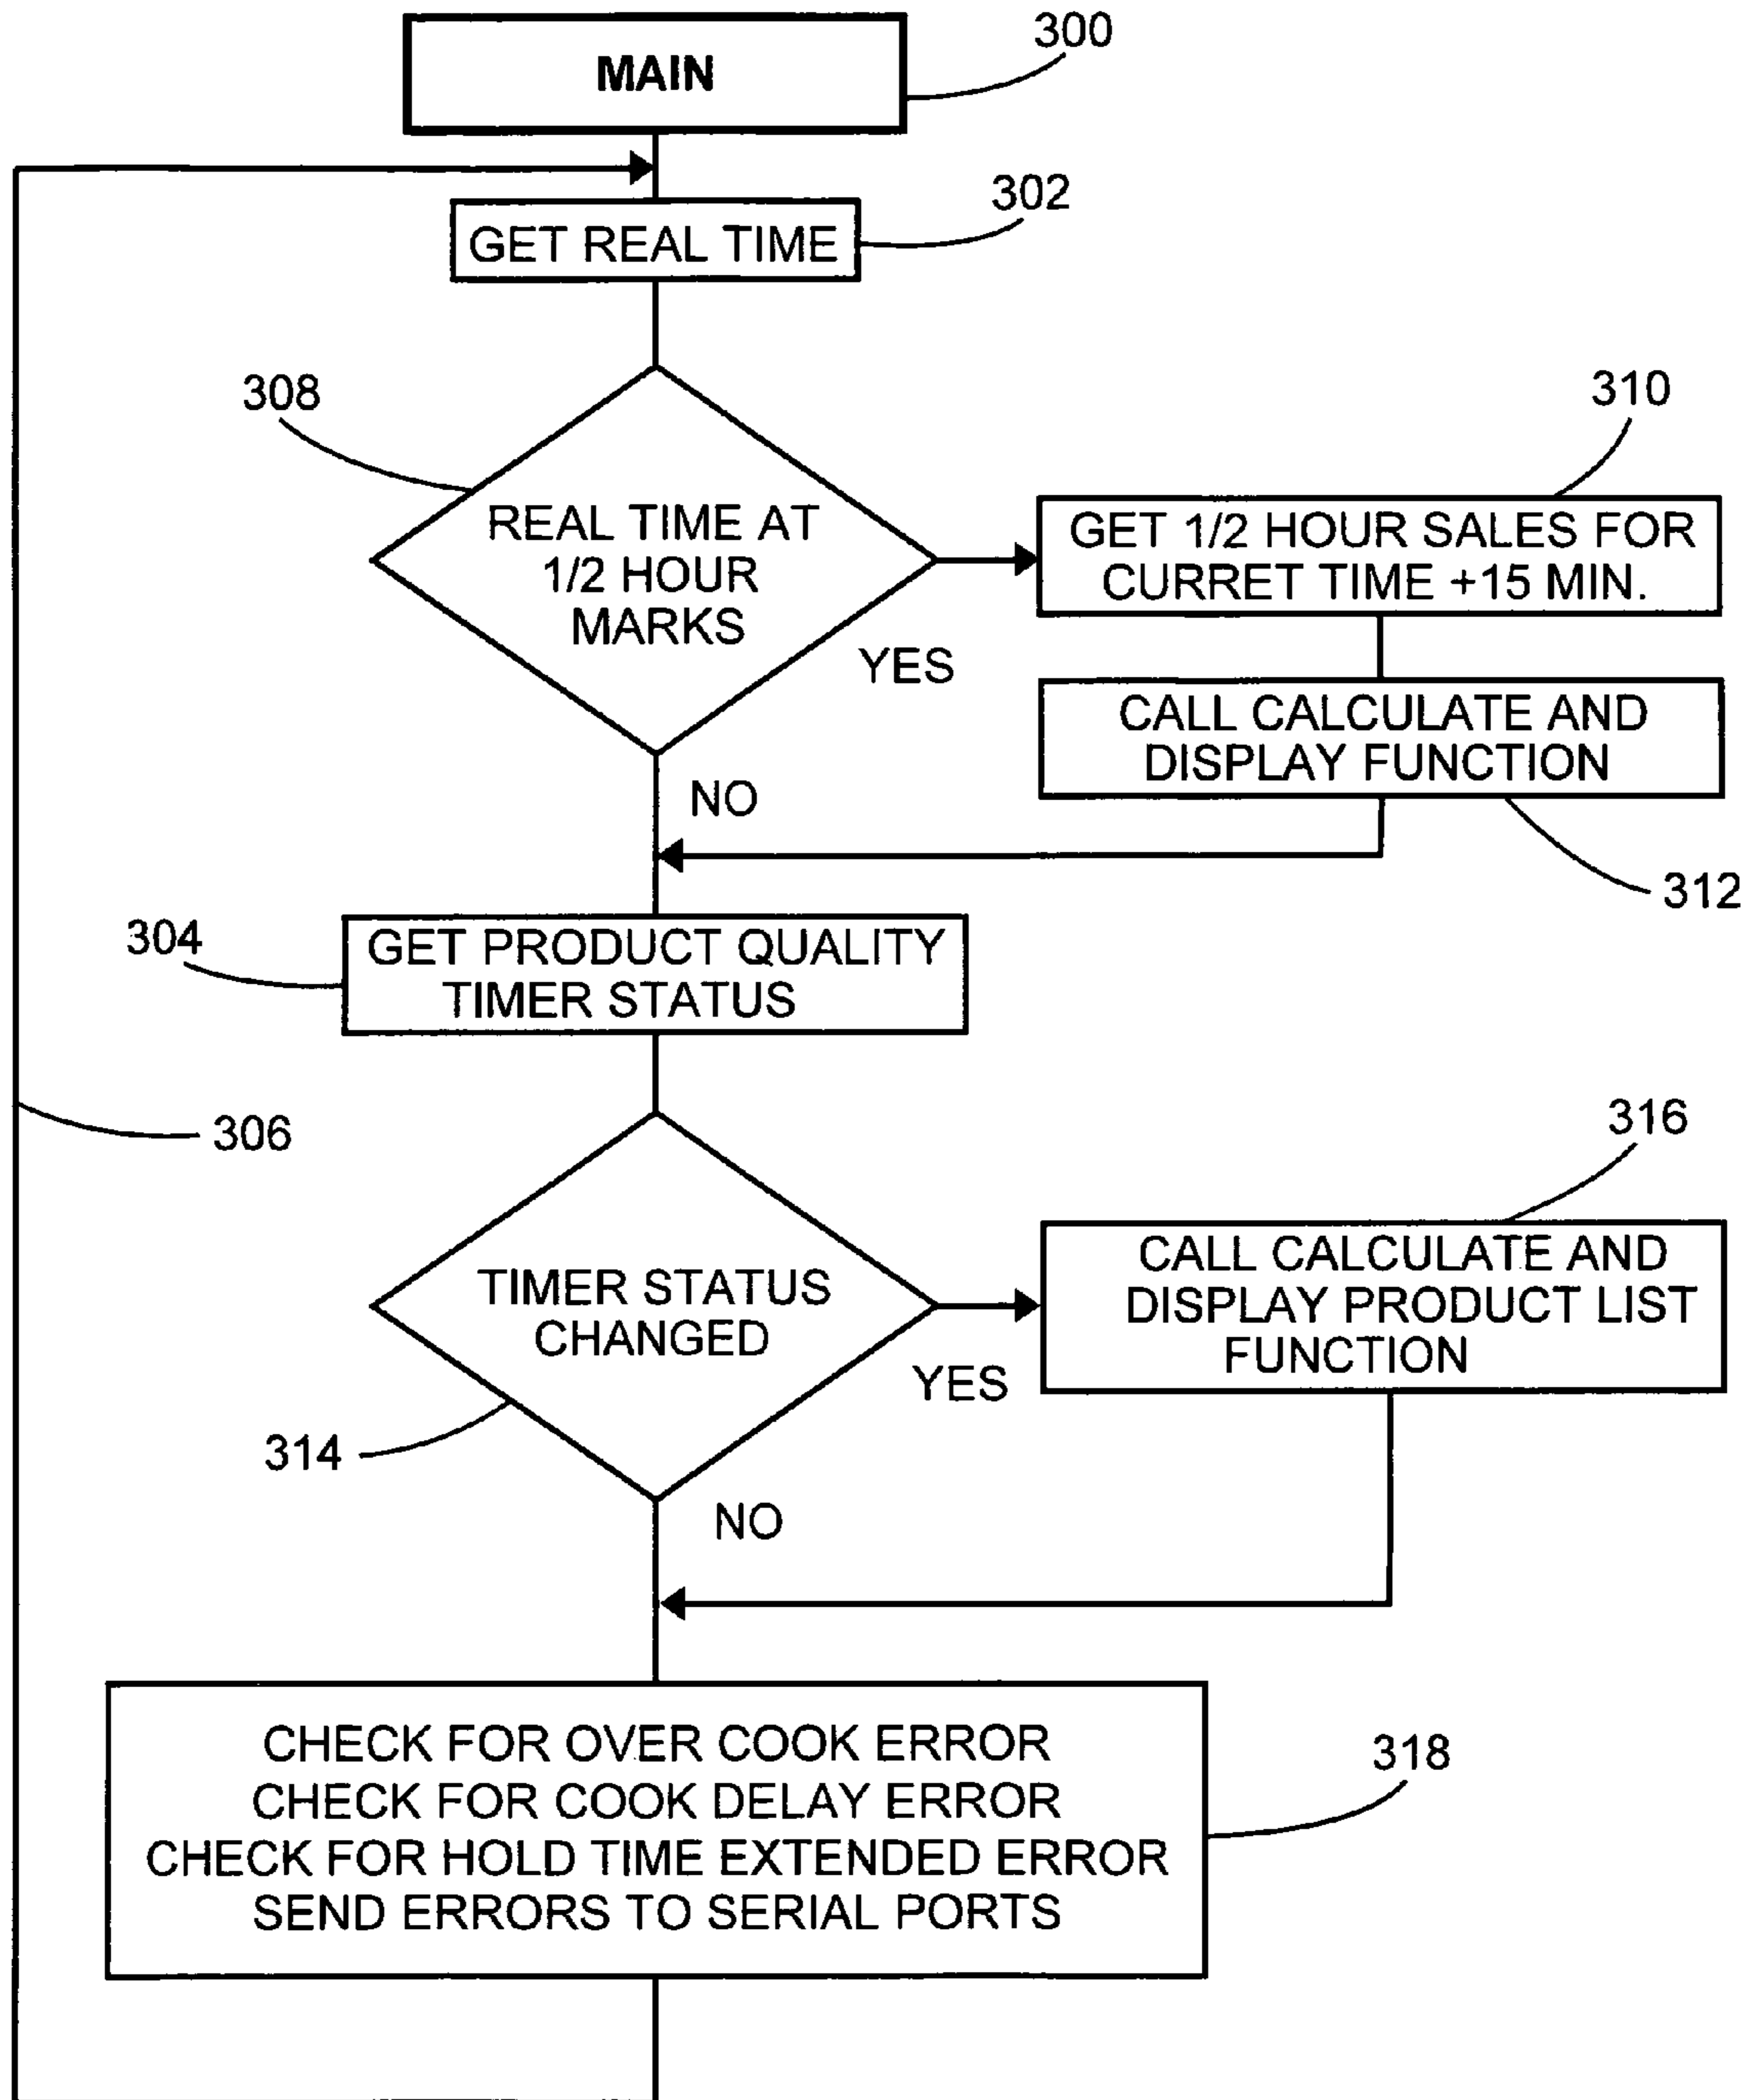 MAIN
300
302
GET REAL TIME
308
310
REAL TIME AT
1/2 HOUR
MARKS
GET 1/2 HOUR SALES FOR
CURRET TIME +15 MIN.
YES
CALL CALCULATE AND
DISPLAY FUNCTION
NO
312
304
GET PRODUCT QUALITY
TIMER STATUS
306
316
TIMER STATUS
CHANGED
CALL CALCULATE AND
DISPLAY PRODUCT LIST
FUNCTION
YES
314
NO
CHECK FOR OVER COOK ERROR
CHECK FOR COOK DELAY ERROR
CHECK FOR HOLD TIME EXTENDED ERROR
SEND ERRORS TO SERIAL PORTS
318